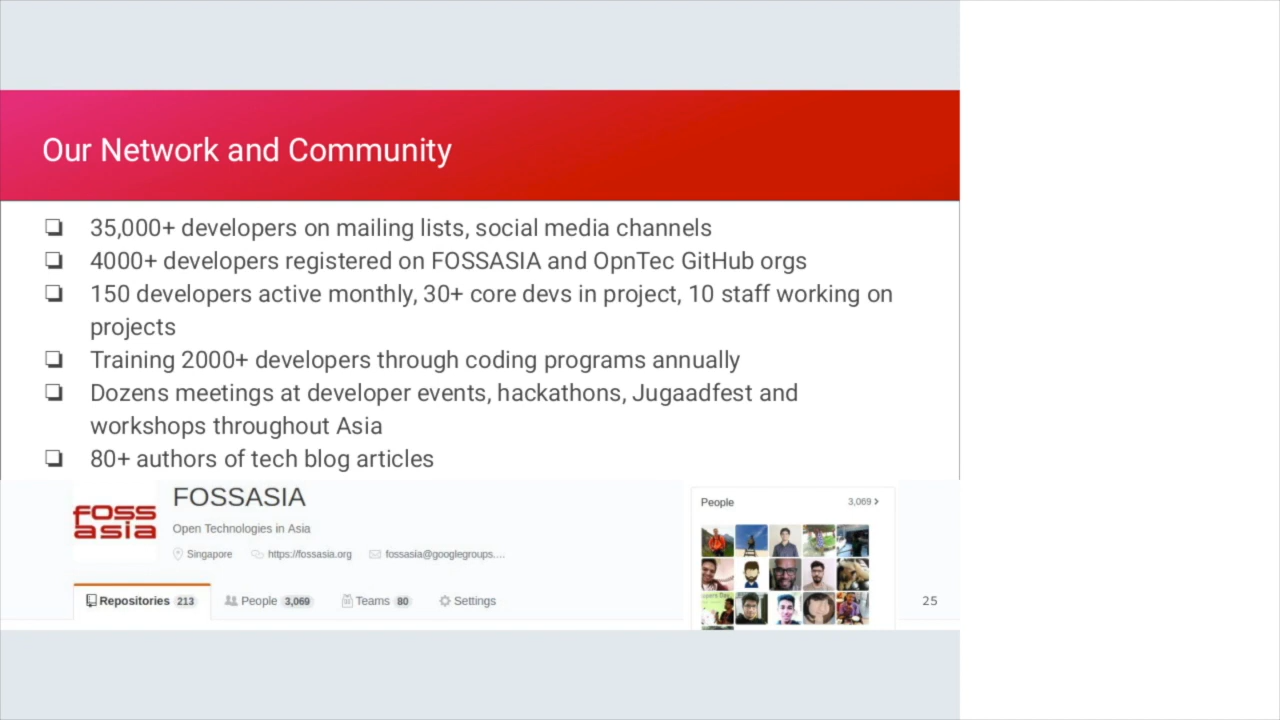 Our Network and Community
❏ 35,000+ developers on mailing lists, social media channels
❏ 4000+ developers registered on FOSSASIA and OpnTec GitHub orgs
❏ 150 developers active monthly, 30+ core devs in project, 10 staff working on
projects
❏ Training 2000+ developers through coding programs annually
❏ Dozens meetings at developer events, hackathons, Jugaadfest and
workshops throughout Asia
❏ 80+ authors of tech blog articles
foss
asia
FOSSASIA
Open Technologies in Asia
Singapore https://fossasia.org fossasia@googlegroups....
Repositories 213 People 3,069 Teams 80 Settings
People 3,069
25